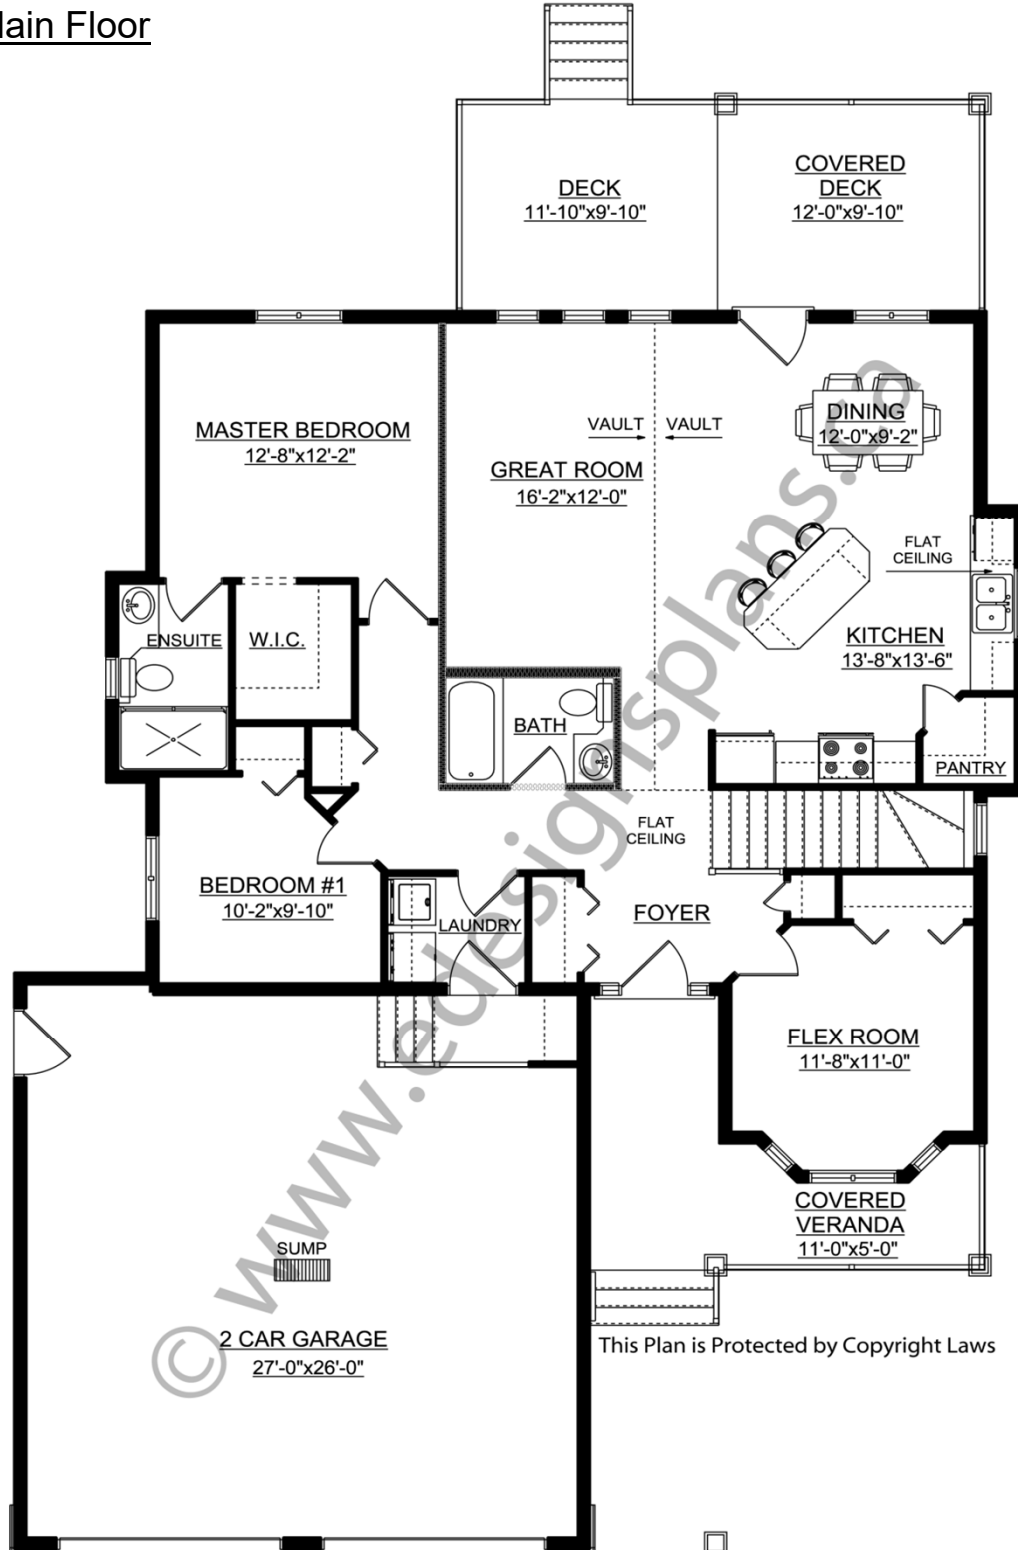 lain Floor
DECK
11'-10"x9'-10"
COVERED
DECK
12'-0"x9'-10"
MASTER BEDROOM
12'-8"x12'-2"
VAULT
VAULT
GREAT ROOM
16'-2"x12'-0"
DINING
12'-0"x9'-2"
FLAT
CEILING
KITCHEN
13'-8"x13'-6"
ENSUITE
W.I.C.
BATH
PANTRY
FLAT
CEILING
BEDROOM #1
10'-2"x9'-10"
LAUNDRY
FOYER
FLEX ROOM
11'-8"x11'-0"
COVERED
VERANDA
11'-0"x5'-0"
SUMP
2 CAR GARAGE
27'-0"x26'-0"
This Plan is Protected by Copyright Laws
© www.edesignsplans.ca